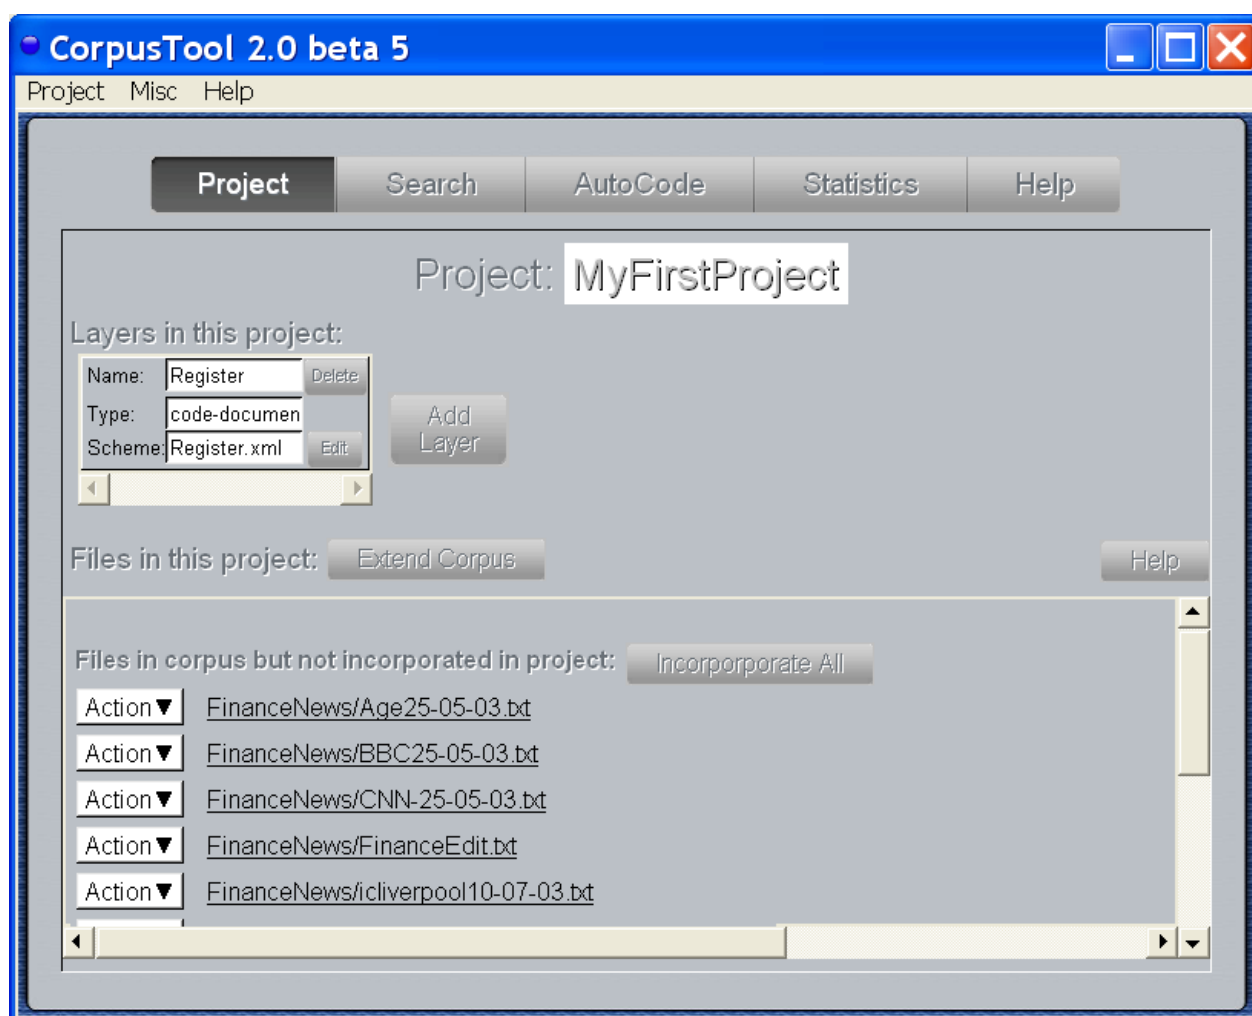 CorpusTool 2.0 beta 5
Project Misc Help
Project Search AutoCode Statistics Help
Project: MyFirstProject
Layers in this project:
Name: Register Delete
Type: code-documen
Scheme: Register.xml Edit
Add
Layer
Files in this project: Extend Corpus Help
Files in corpus but not incorporated in project: Incorporporate All
Action▼ FinanceNews/Age25-05-03.txt
Action▼ FinanceNews/BBC25-05-03.txt
Action▼ FinanceNews/CNN-25-05-03.txt
Action▼ FinanceNews/FinanceEdit.txt
Action▼ FinanceNews/icliverpool10-07-03.txt